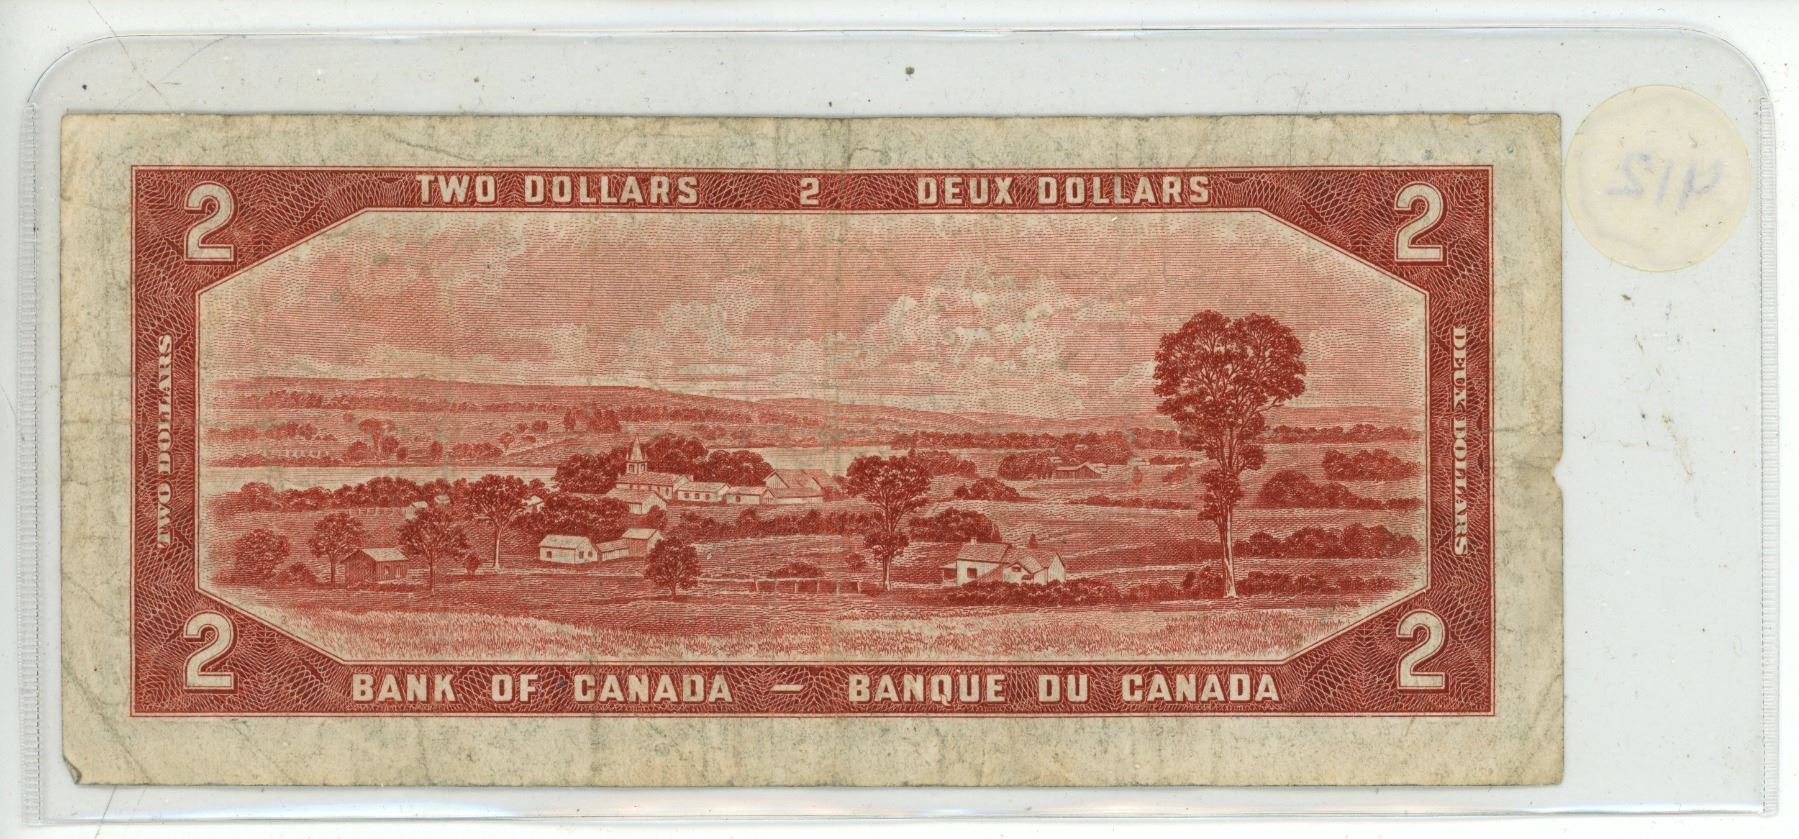 TWO DOLLARS 2 DEUX DOLLARS
2 2
TWO DOLLARS
DEUX DOLLARS
2 2
BANK OF CANADA — BANQUE DU CANADA
412